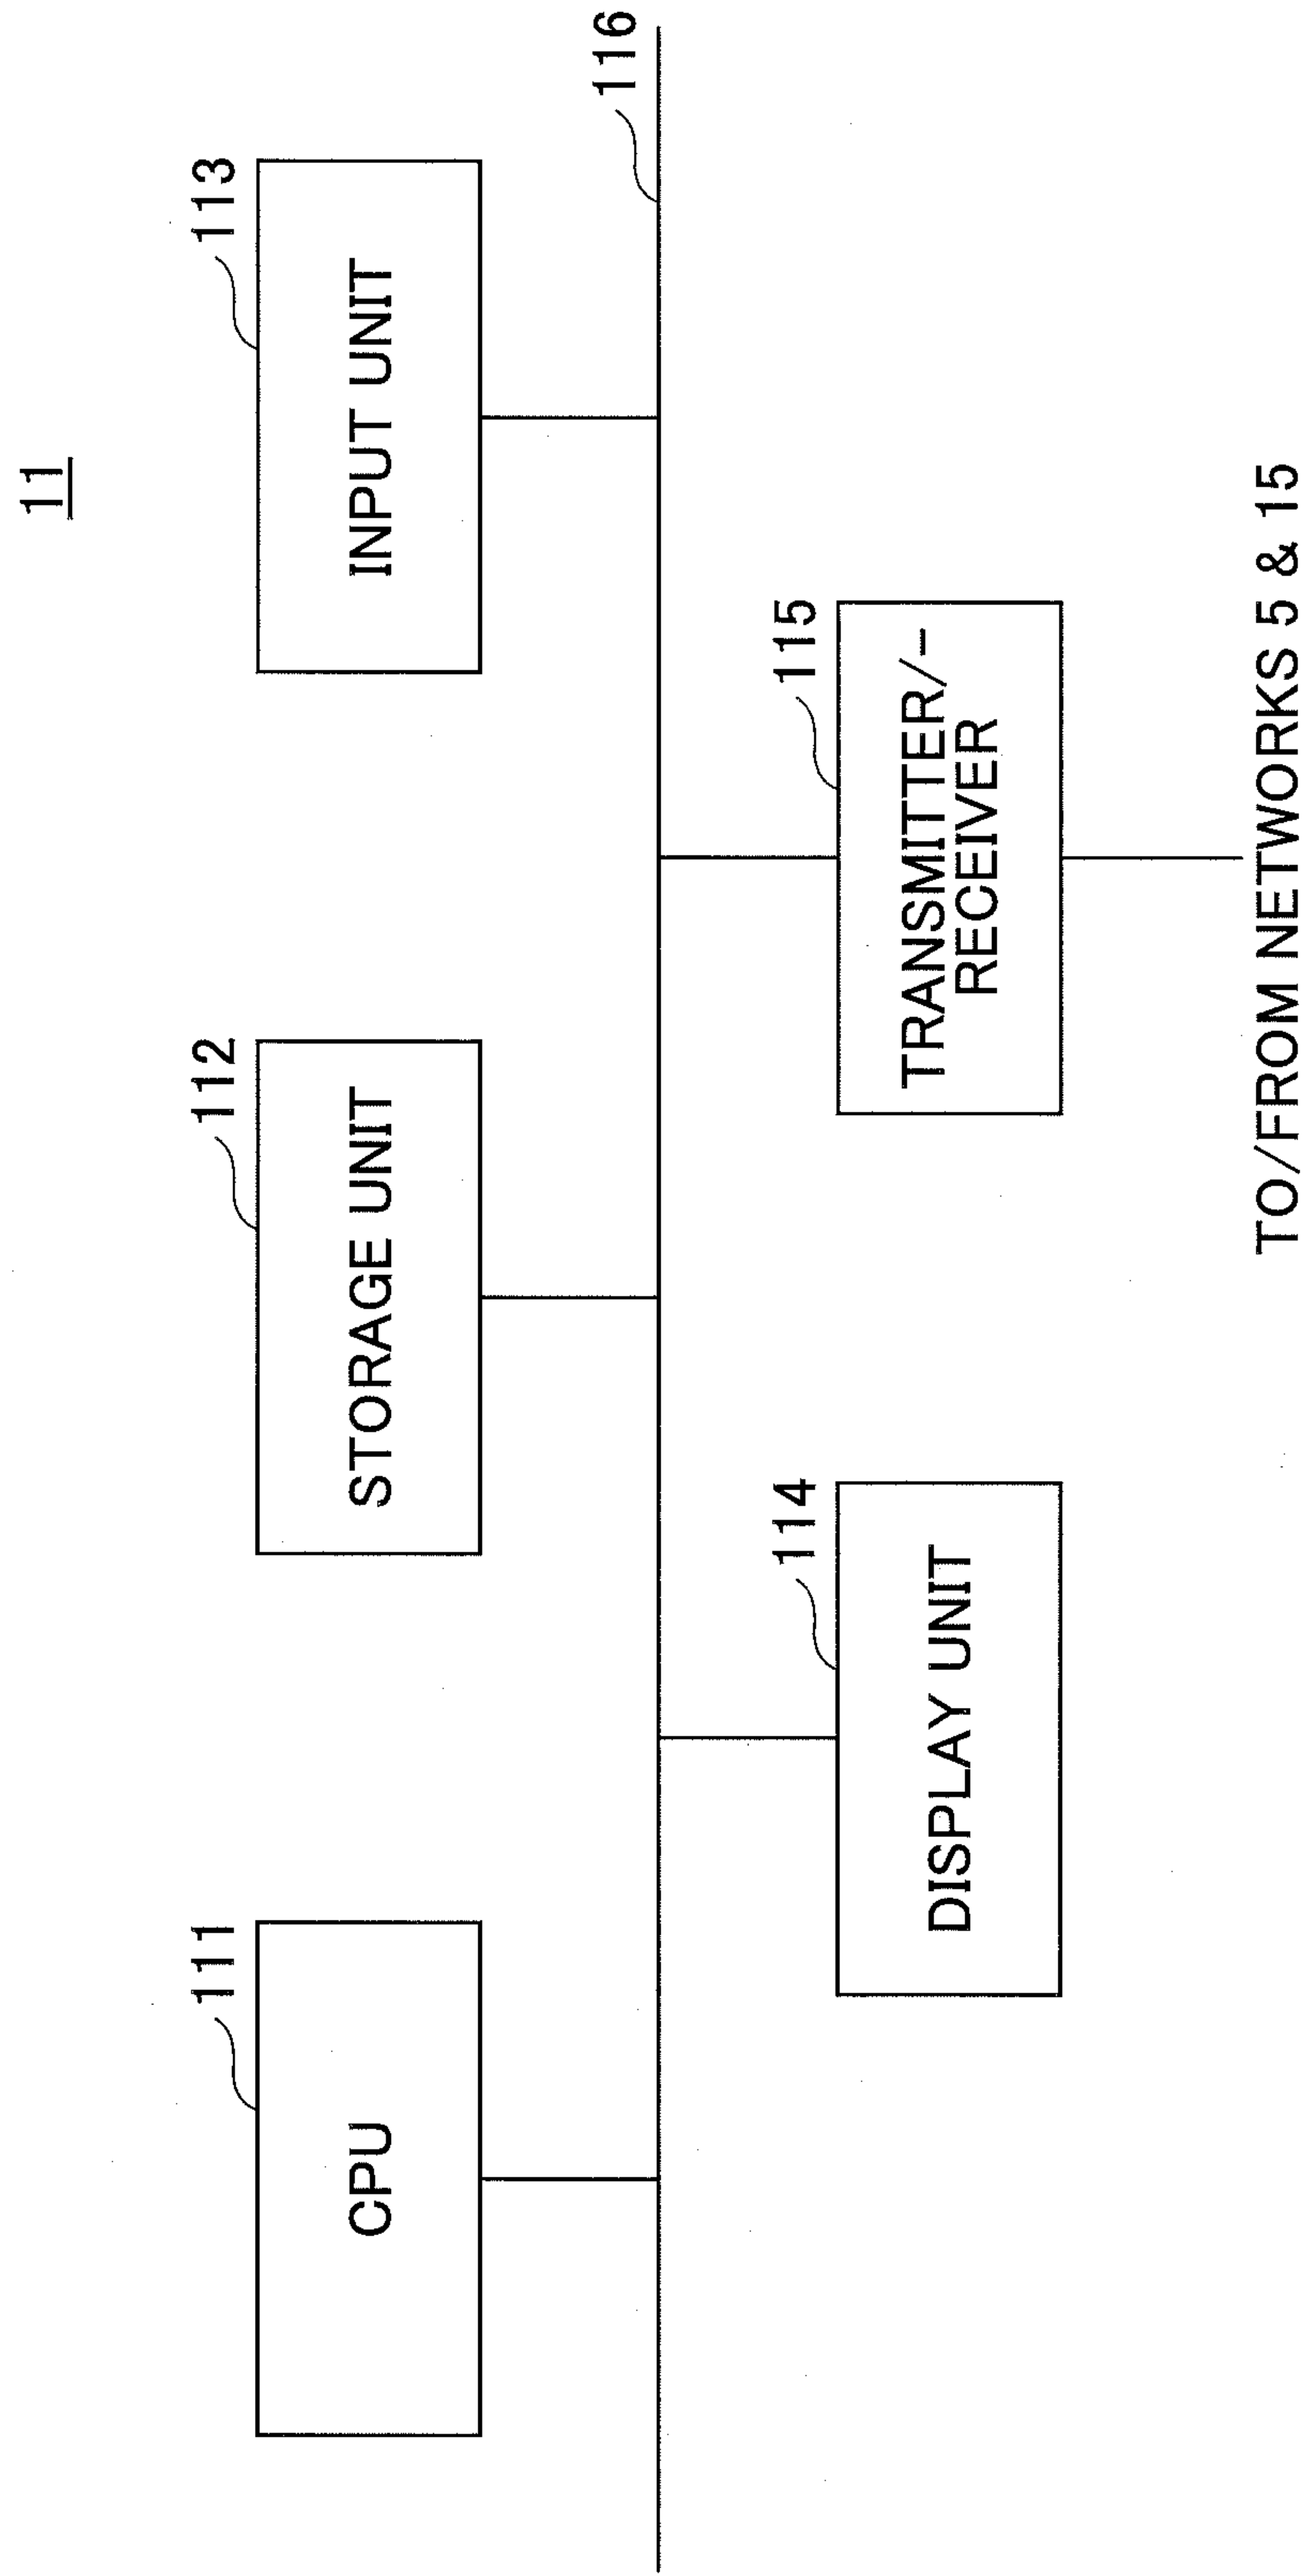 11
111
112
113
CPU
STORAGE UNIT
INPUT UNIT
116
114
115
DISPLAY UNIT
TRANSMITTER/-
RECEIVER
TO/FROM NETWORKS 5 & 15